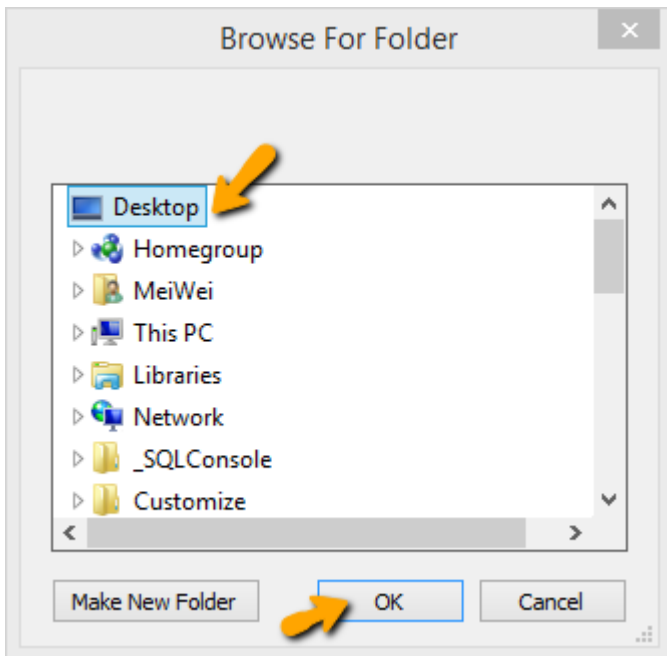 Browse For Folder
Desktop
Homegroup
MeiWei
This PC
Libraries
Network
_SQLConsole
Customize
Make New Folder OK Cancel